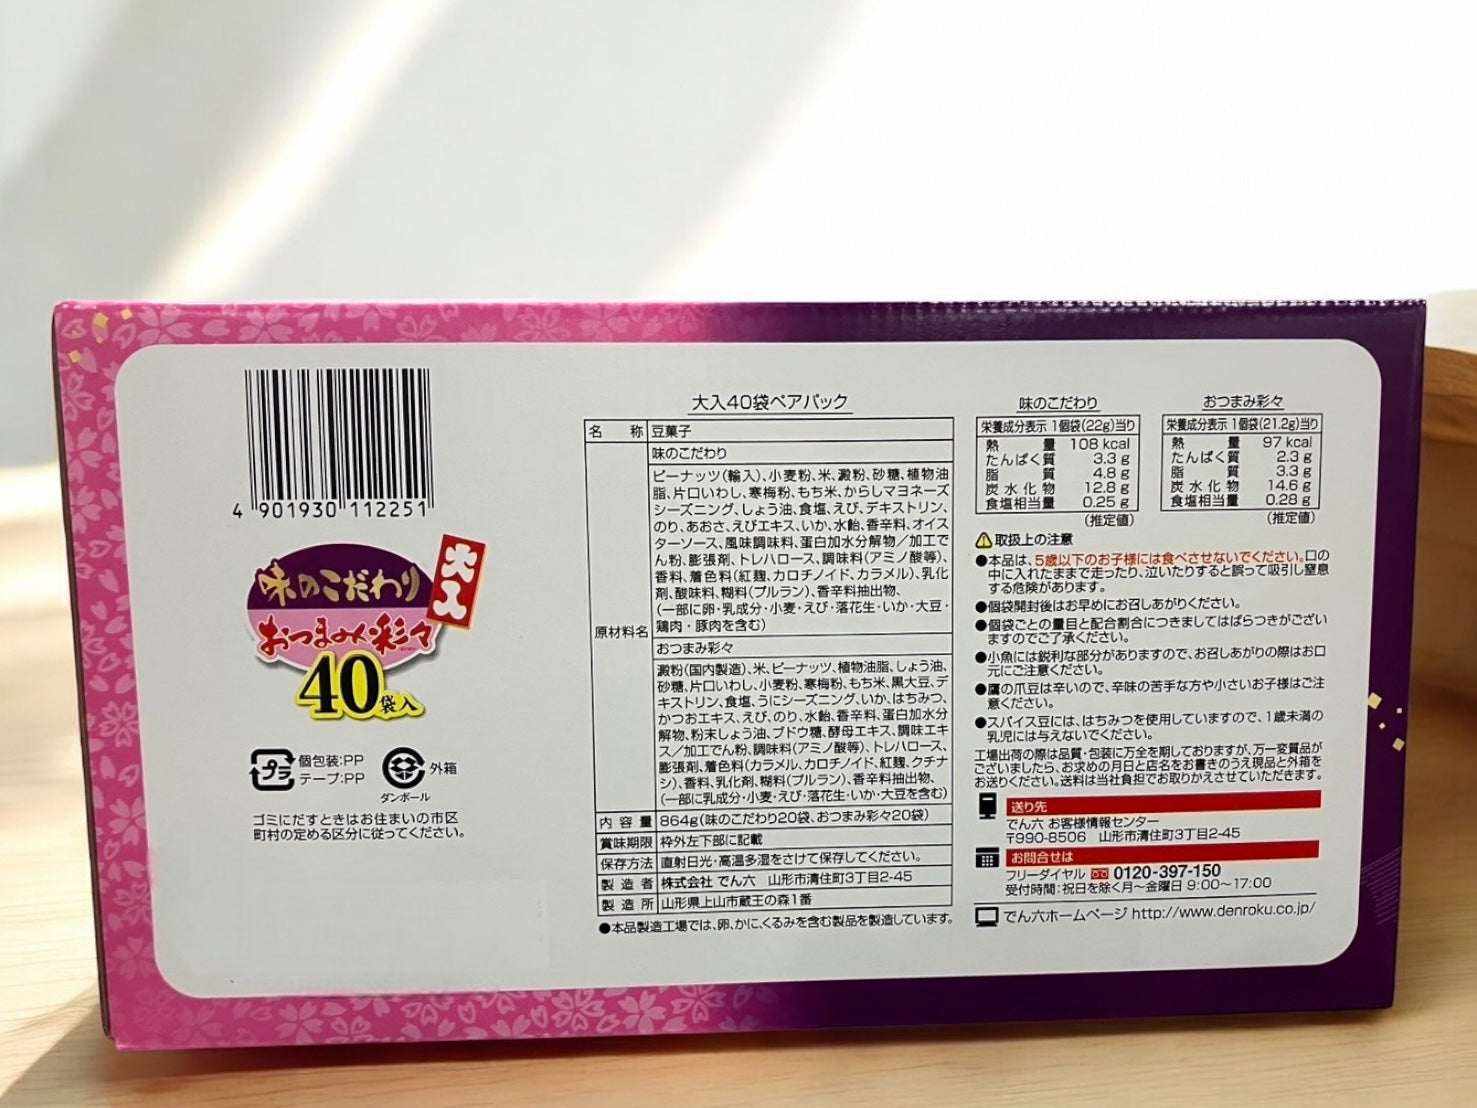 4 901930 112251
味のこだわり
おつまみ彩々
大入
40袋入
プラ
個包装:PP
テープ:PP
外箱
ダンボール
ゴミにだすときはお住まいの市区
町村の定める区分に従ってください。
大入40袋ペアパック
名称 豆菓子
原材料名
味のこだわり
ピーナッツ(輸入)、小麦粉、米、澱粉、砂糖、植物油
脂、片口いわし、寒梅粉、もち米、からしマヨネーズ
シーズニング、しょう油、食塩、えび、デキストリン、
のり、あおさ、えびエキス、いか、水飴、香辛料、オイス
ターソース、風味調味料、蛋白加水分解物/加工で
ん粉、膨張剤、トレハロース、調味料(アミノ酸等)、
香料、着色料(紅麹、カロチノイド、カラメル)、乳化
剤、酸味料、糊料(プルラン)、香辛料抽出物、
(一部に卵・乳成分・小麦・えび・落花生・いか・大豆・
鶏肉・豚肉を含む)
おつまみ彩々
澱粉(国内製造)、米、ピーナッツ、植物油脂、しょう油、
砂糖、片口いわし、小麦粉、寒梅粉、もち米、黒大豆、デ
キストリン、食塩、うにシーズニング、いか、はちみつ、
かつおエキス、えび、のり、水飴、香辛料、蛋白加水分
解物、粉末しょう油、ブドウ糖、酵母エキス、調味エキ
ス/加工でん粉、調味料(アミノ酸等)、トレハロース、
膨張剤、着色料(カラメル、カロチノイド、紅麹、クチナ
シ)、香料、乳化剤、糊料(プルラン)、香辛料抽出物、
(一部に乳成分・小麦・えび・落花生・いか・大豆を含む)
内容量 864g(味のこだわり20袋、おつまみ彩々20袋)
賞味期限 枠外左下部に記載
保存方法 直射日光・高温多湿をさけて保存してください。
製造者 株式会社 でん六 山形市清住町3丁目2-45
製造所 山形県上山市蔵王の森1番
●本品製造工場では、卵、かに、くるみを含む製品を製造しています。
味のこだわり
栄養成分表示 1個袋(22g)当り
熱量 108 kcal
たんぱく質 3.3 g
脂質 4.8 g
炭水化物 12.8 g
食塩相当量 0.25 g
(推定値)
おつまみ彩々
栄養成分表示 1個袋(21.2g)当り
熱量 97 kcal
たんぱく質 2.3 g
脂質 3.3 g
炭水化物 14.6 g
食塩相当量 0.28 g
(推定値)
取扱上の注意
●本品は、5歳以下のお子様には食べさせないでください。口の
中に入れたままで走ったり、泣いたりすると誤って吸引し窒息
する危険があります。
●個袋開封後はお早めにお召しあがりください。
●個袋ごとの量目と配合割合につきましてはばらつきがござい
ますのでご了承ください。
●小魚には鋭利な部分がありますので、お召しあがりの際はお口
元にご注意ください。
●鷹の爪豆は辛いので、辛味の苦手な方や小さいお子様はご注
意ください。
●スパイス豆には、はちみつを使用していますので、1歳未満の
乳児には与えないでください。
工場出荷の際は品質・包装に万全を期しておりますが、万一変質品が
ございましたら、お求めの月日と店名をお書きのうえ現品と外箱を
お送りください。送料は当社負担でお取りかえさせていただきます。
送り先
でん六 お客様情報センター
〒990-8506 山形市清住町3丁目2-45
お問合せは
フリーダイヤル 0120-397-150
受付時間:祝日を除く月~金曜日 9:00~17:00
でん六ホームページ http://www.denroku.co.jp/